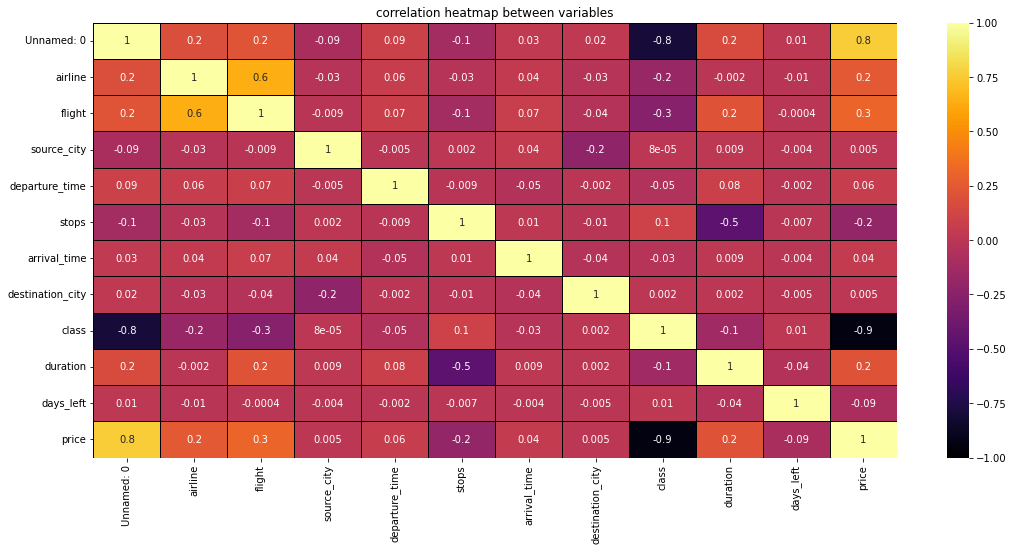 correlation heatmap between variables
Unnamed: 0 1 0.2 0.2 -0.09 0.09 -0.1 0.03 0.02 -0.8 0.2 0.01 0.8
airline 0.2 1 0.6 -0.03 0.06 -0.03 0.04 -0.03 -0.2 -0.002 -0.01 0.2
flight 0.2 0.6 1 -0.009 0.07 -0.1 0.07 -0.04 -0.3 0.2 -0.0004 0.3
source_city -0.09 -0.03 -0.009 1 -0.005 0.002 0.04 -0.2 8e-05 0.009 -0.004 0.005
departure_time 0.09 0.06 0.07 -0.005 1 -0.009 -0.05 -0.002 -0.05 0.08 -0.002 0.06
stops -0.1 -0.03 -0.1 0.002 -0.009 1 0.01 -0.01 0.1 -0.5 -0.007 -0.2
arrival_time 0.03 0.04 0.07 0.04 -0.05 0.01 1 -0.04 -0.03 0.009 -0.004 0.04
destination_city 0.02 -0.03 -0.04 -0.2 -0.002 -0.01 -0.04 1 0.002 0.002 -0.005 0.005
class -0.8 -0.2 -0.3 8e-05 -0.05 0.1 -0.03 0.002 1 -0.1 0.01 -0.9
duration 0.2 -0.002 0.2 0.009 0.08 -0.5 0.009 0.002 -0.1 1 -0.04 0.2
days_left 0.01 -0.01 -0.0004 -0.004 -0.002 -0.007 -0.004 -0.005 0.01 -0.04 1 -0.09
price 0.8 0.2 0.3 0.005 0.06 -0.2 0.04 0.005 -0.9 0.2 -0.09 1
Unnamed: 0
airline
flight
source_city
departure_time
stops
arrival_time
destination_city
class
duration
days_left
price
1.00
0.75
0.50
0.25
0.00
−0.25
−0.50
−0.75
−1.00